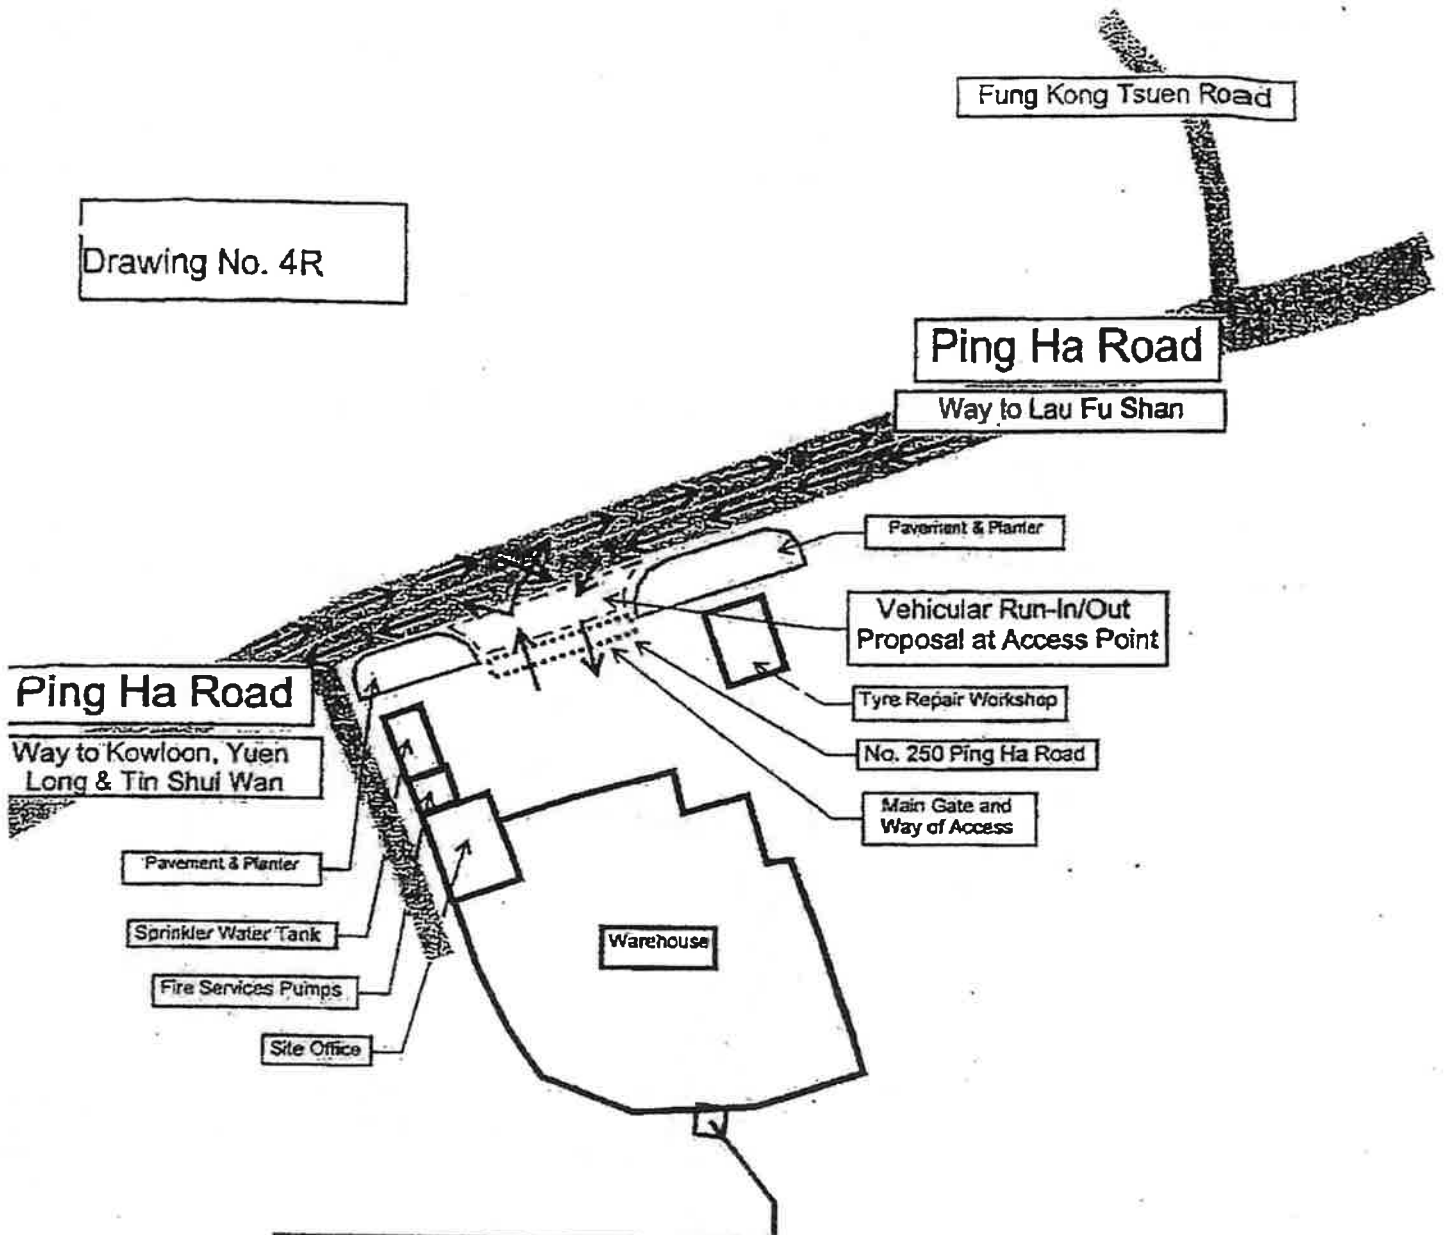 Fung Kong Tsuen Road
Drawing No. 4R
Ping Ha Road
Way to Lau Fu Shan
Pavement & Planter
Vehicular Run-In/Out
Proposal at Access Point
Tyre Repair Workshop
No. 250 Ping Ha Road
Main Gate and
Way of Access
Ping Ha Road
Way to Kowloon, Yuen
Long & Tin Shui Wan
Pavement & Planter
Sprinkler Water Tank
Fire Services Pumps
Site Office
Warehouse